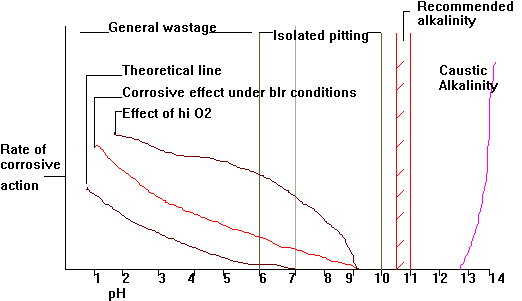 Recommended
alkalinity
General wastage
Isolated pitting
Theoretical line
Corrosive effect under blr conditions
Effect of hi O2
Caustic
Alkalinity
Rate of
corrosive
action
1 2 3 4 5 6 7 8 9 10 11 12 13 14
pH